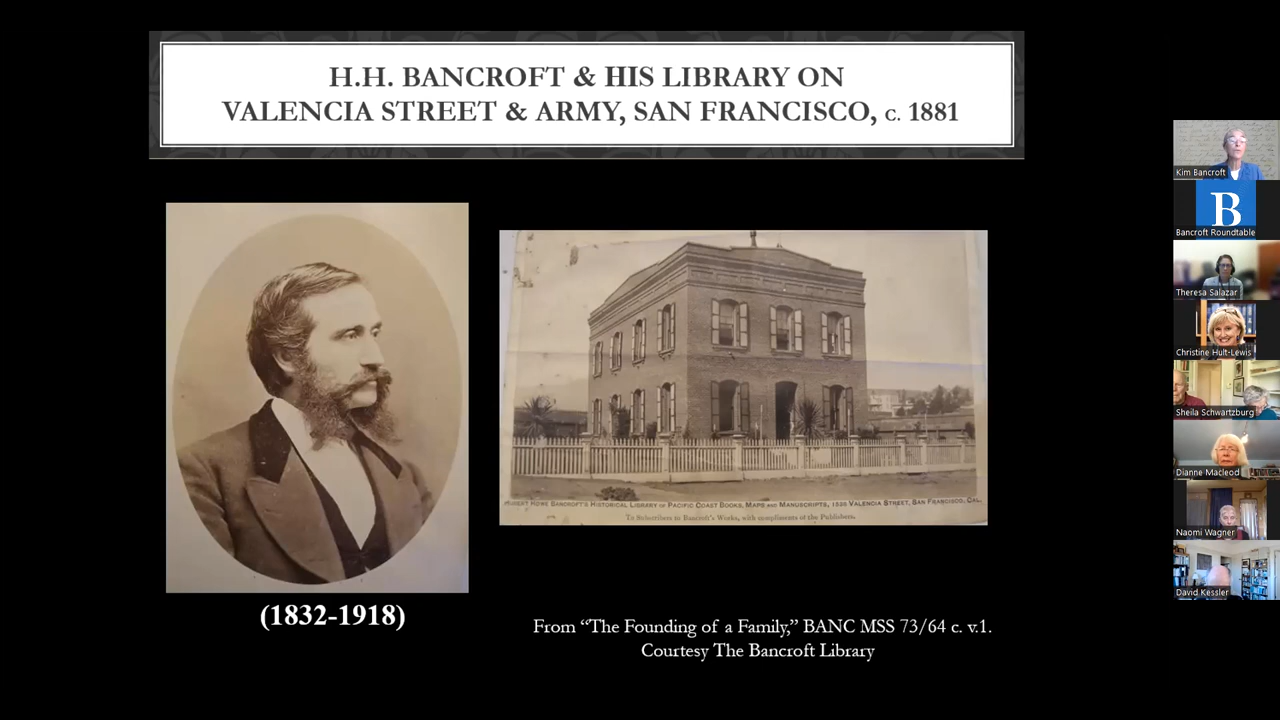 H.H. BANCROFT & HIS LIBRARY ON
VALENCIA STREET & ARMY, SAN FRANCISCO, C. 1881
(1832-1918)
HUBERT HOWE BANCROFT'S HISTORICAL LIBRARY OF PACIFIC COAST BOOKS, MAPS AND MANUSCRIPTS, 1538 VALENCIA STREET, SAN FRANCISCO, CAL.
To Subscribers to Bancroft's Works, with compliments of the Publishers.
From “The Founding of a Family,” BANC MSS 73/64 c. v.1.
Courtesy The Bancroft Library
Kim Bancroft
B
Bancroft Roundtable
Theresa Salazar
Christine Hult-Lewis
Sheila Schwartzburg
Dianne Macleod
Naomi Wagner
David Kessler